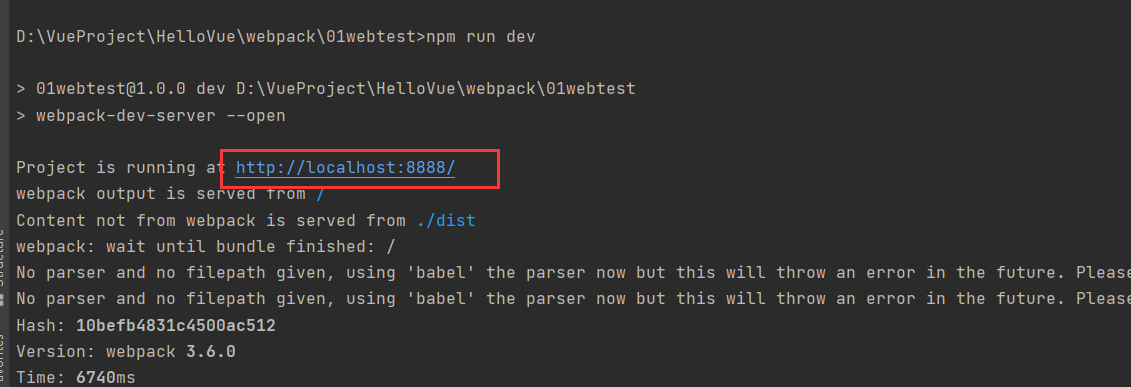 D:\VueProject\HelloVue\webpack\01webtest>npm run dev
> 01webtest@1.0.0 dev D:\VueProject\HelloVue\webpack\01webtest
> webpack-dev-server --open
Project is running at http://localhost:8888/
webpack output is served from /
Content not from webpack is served from ./dist
webpack: wait until bundle finished: /
No parser and no filepath given, using 'babel' the parser now but this will throw an error in the future. Please
No parser and no filepath given, using 'babel' the parser now but this will throw an error in the future. Please
Hash: 10befb4831c4500ac512
Version: webpack 3.6.0
Time: 6740ms